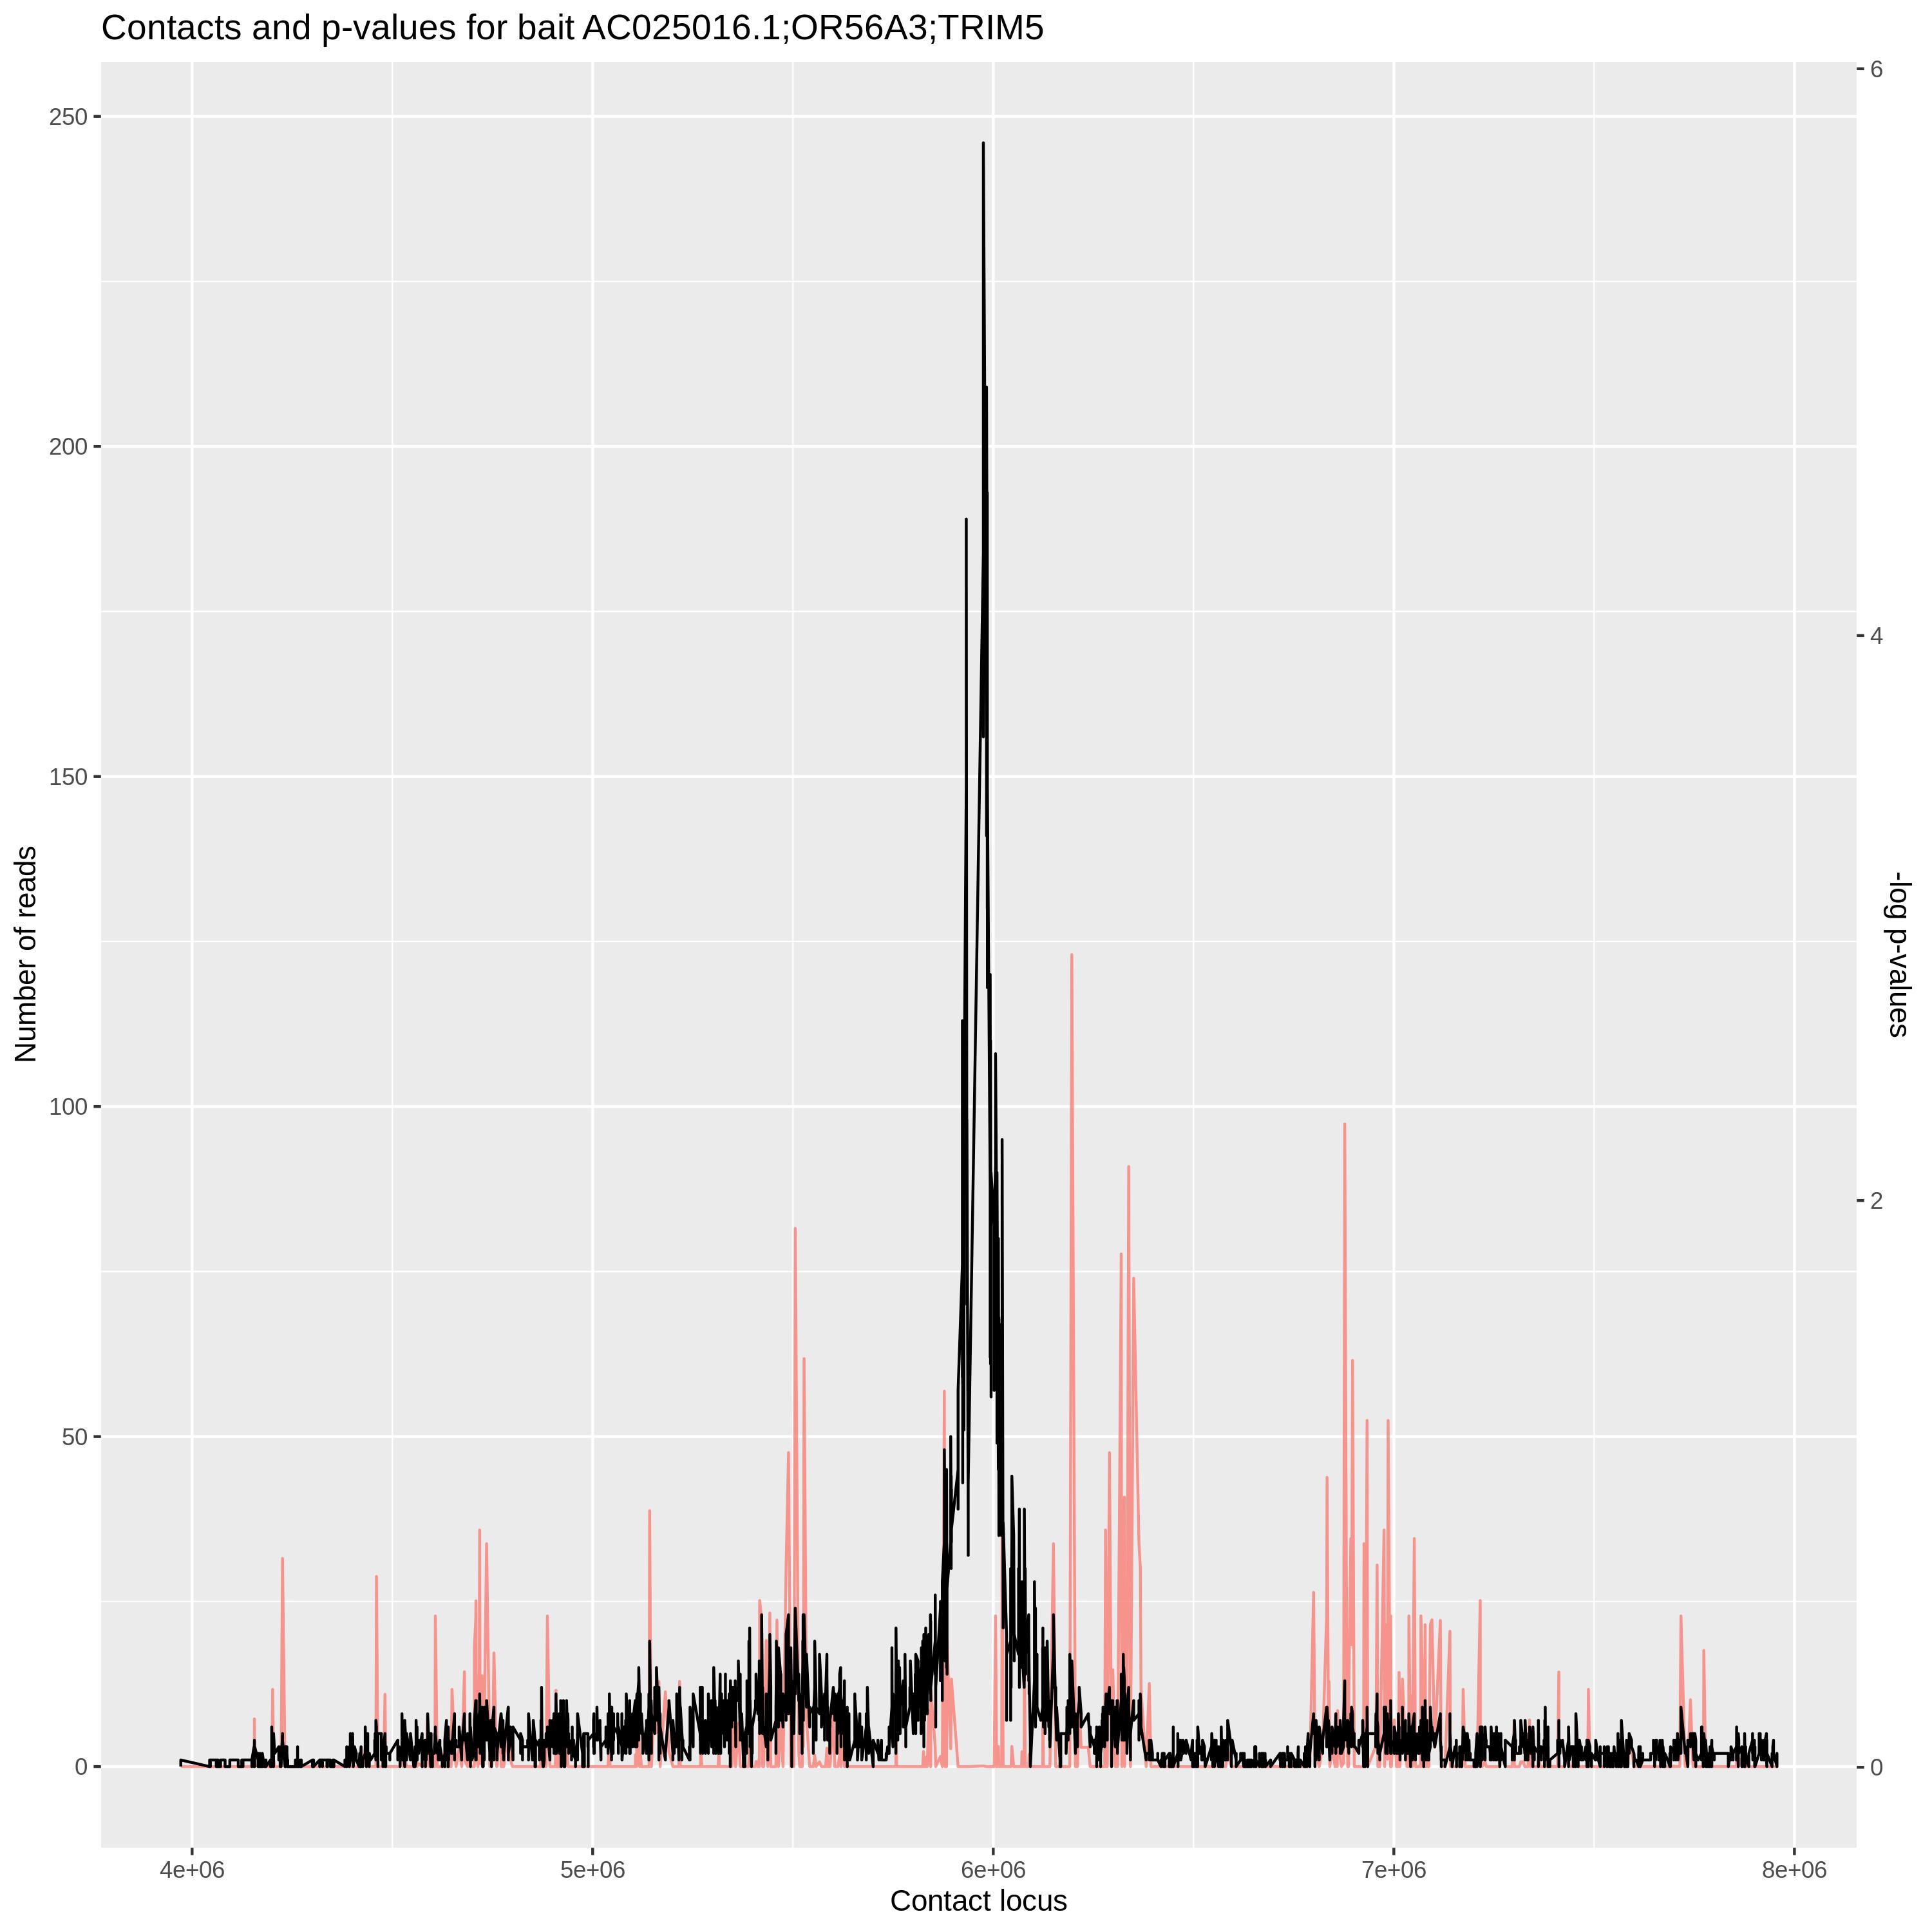 Contacts and p-values for bait AC025016.1;OR56A3;TRIM5
Number of reads
250
200
150
100
50
0
6
4
2
0
-log p-values
4e+06 5e+06 6e+06 7e+06 8e+06
Contact locus